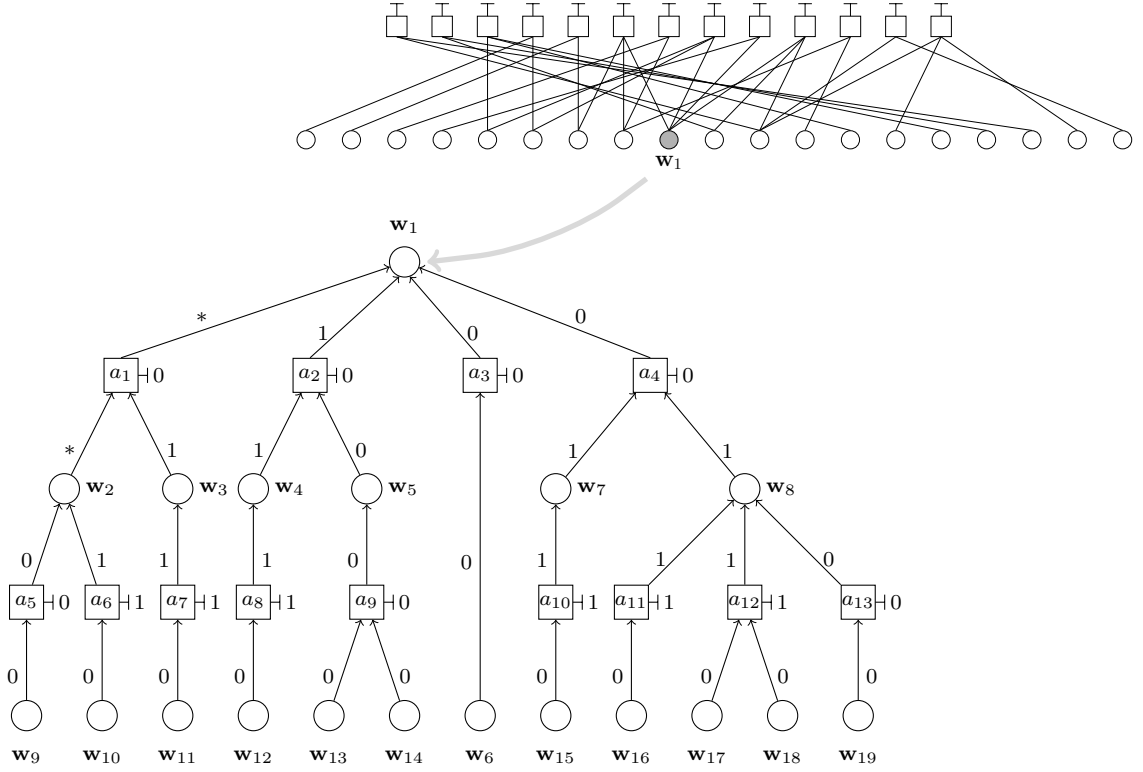 w₁
w₁
* 1 0 0
a₁ 0 a₂ 0 a₃ 0 a₄ 0
* 1 1 0 1 1
w₂ w₃ w₄ w₅ w₇ w₈
0 1 1 1 0 0 1 1 1 0
a₅ 0 a₆ 1 a₇ 1 a₈ 1 a₉ 0 a₁₀ 1 a₁₁ 1 a₁₂ 1 a₁₃ 0
0 0 0 0 0 0 0 0 0 0 0
w₉ w₁₀ w₁₁ w₁₂ w₁₃ w₁₄ w₆ w₁₅ w₁₆ w₁₇ w₁₈ w₁₉